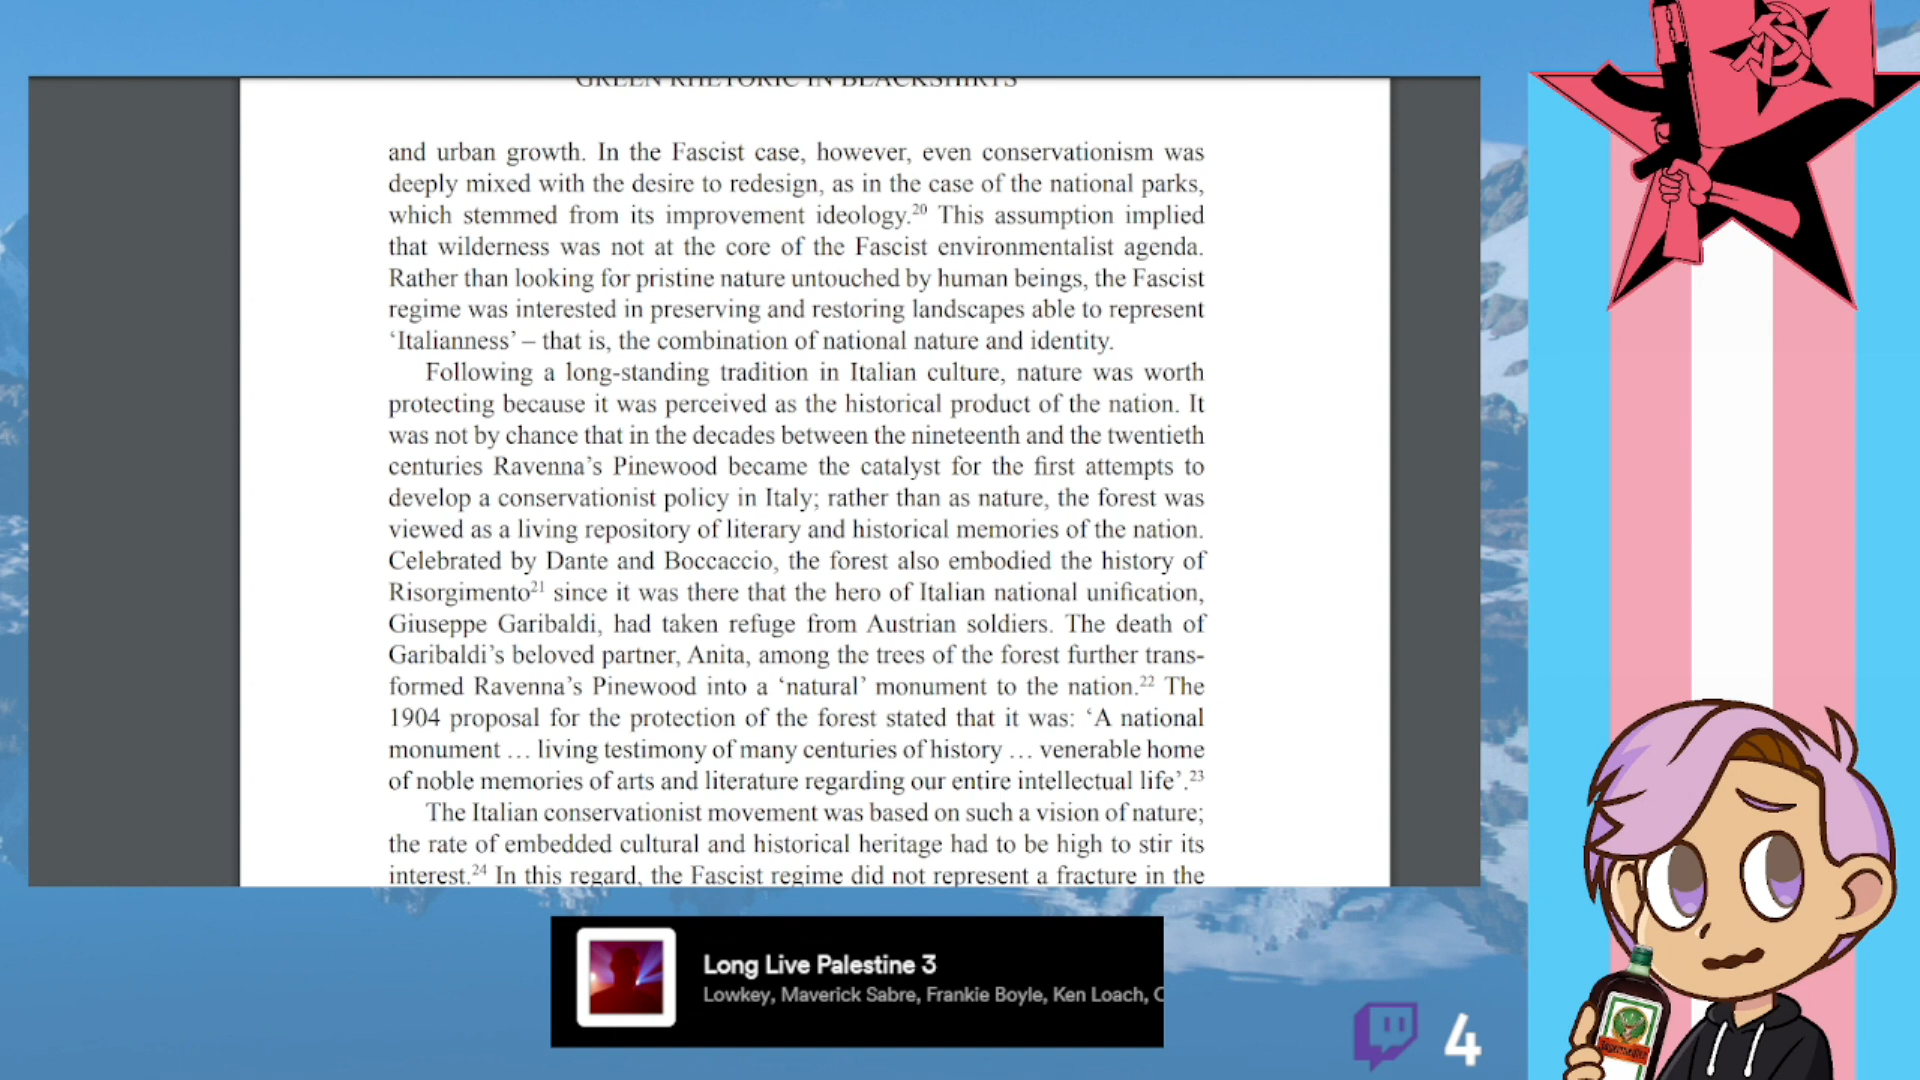 GREEN RHETORIC IN BLACKSHIRTS
and urban growth. In the Fascist case, however, even conservationism was
deeply mixed with the desire to redesign, as in the case of the national parks,
which stemmed from its improvement ideology.20 This assumption implied
that wilderness was not at the core of the Fascist environmentalist agenda.
Rather than looking for pristine nature untouched by human beings, the Fascist
regime was interested in preserving and restoring landscapes able to represent
‘Italianness’ – that is, the combination of national nature and identity.
Following a long-standing tradition in Italian culture, nature was worth
protecting because it was perceived as the historical product of the nation. It
was not by chance that in the decades between the nineteenth and the twentieth
centuries Ravenna’s Pinewood became the catalyst for the first attempts to
develop a conservationist policy in Italy; rather than as nature, the forest was
viewed as a living repository of literary and historical memories of the nation.
Celebrated by Dante and Boccaccio, the forest also embodied the history of
Risorgimento21 since it was there that the hero of Italian national unification,
Giuseppe Garibaldi, had taken refuge from Austrian soldiers. The death of
Garibaldi’s beloved partner, Anita, among the trees of the forest further trans-
formed Ravenna’s Pinewood into a ‘natural’ monument to the nation.22 The
1904 proposal for the protection of the forest stated that it was: ‘A national
monument … living testimony of many centuries of history … venerable home
of noble memories of arts and literature regarding our entire intellectual life’.23
The Italian conservationist movement was based on such a vision of nature;
the rate of embedded cultural and historical heritage had to be high to stir its
interest.24 In this regard, the Fascist regime did not represent a fracture in the
Long Live Palestine 3
Lowkey, Maverick Sabre, Frankie Boyle, Ken Loach,
4